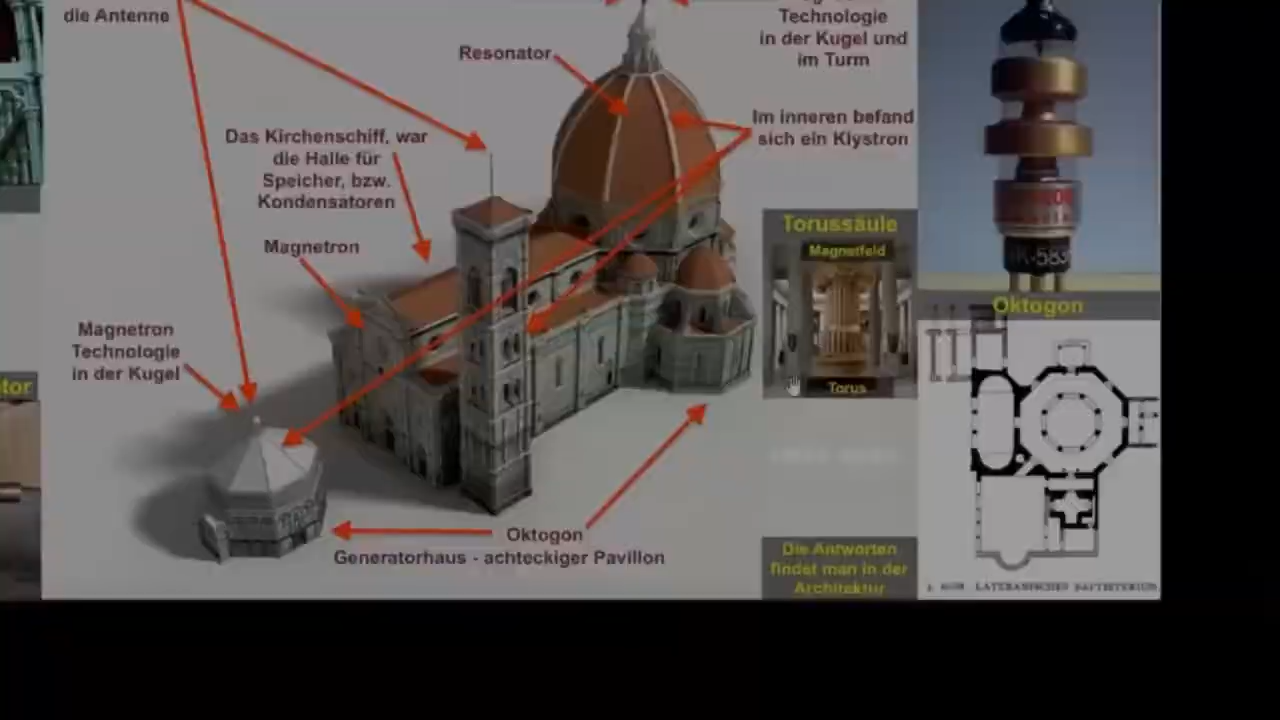 die Antenne
Resonator
Technologie
in der Kugel und
im Turm
Im inneren befand
sich ein Klystron
Das Kirchenschiff, war
die Halle für
Speicher, bzw.
Kondensatoren
Magnetron
Magnetron
Technologie
in der Kugel
Torussäule
Magnetfeld
Torus
Oktogon
Oktogon
Generatorhaus - achteckiger Pavillon
Die Antworten
findet man in der
Architektur
LATERANISCHES BAPTISTERIUM